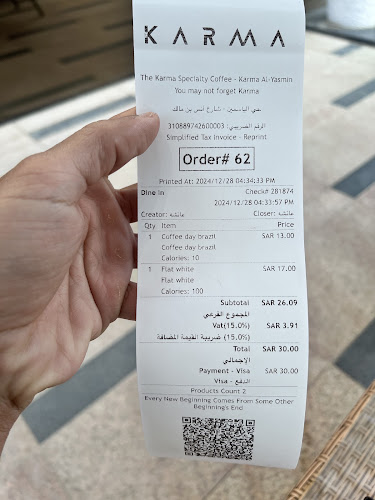 KARMA
The Karma Specialty Coffee - Karma Al-Yasmin
You may not forget Karma
حي الياسمين - شارع انس بن مالك
الرقم الضريبي: 310889742600003
Simplified Tax Invoice - Reprint
Order# 62
Printed At: 2024/12/28 04:34:33 PM
Dine In Check# 281874
2024/12/28 04:33:57 PM
Creator: عائشه Closer: عائشه
Qty Item Price
1 Coffee day brazil SAR 13.00
Coffee day brazil
Calories: 10
1 Flat white SAR 17.00
Flat white
Calories: 100
Subtotal SAR 26.09
المجموع الفرعي
Vat(15.0%) SAR 3.91
ضريبة القيمة المضافة (15.0%)
Total SAR 30.00
الإجمالي
Payment - Visa SAR 30.00
الدفع - Visa
Products Count 2
Every New Beginning Comes From Some Other
Beginnings End